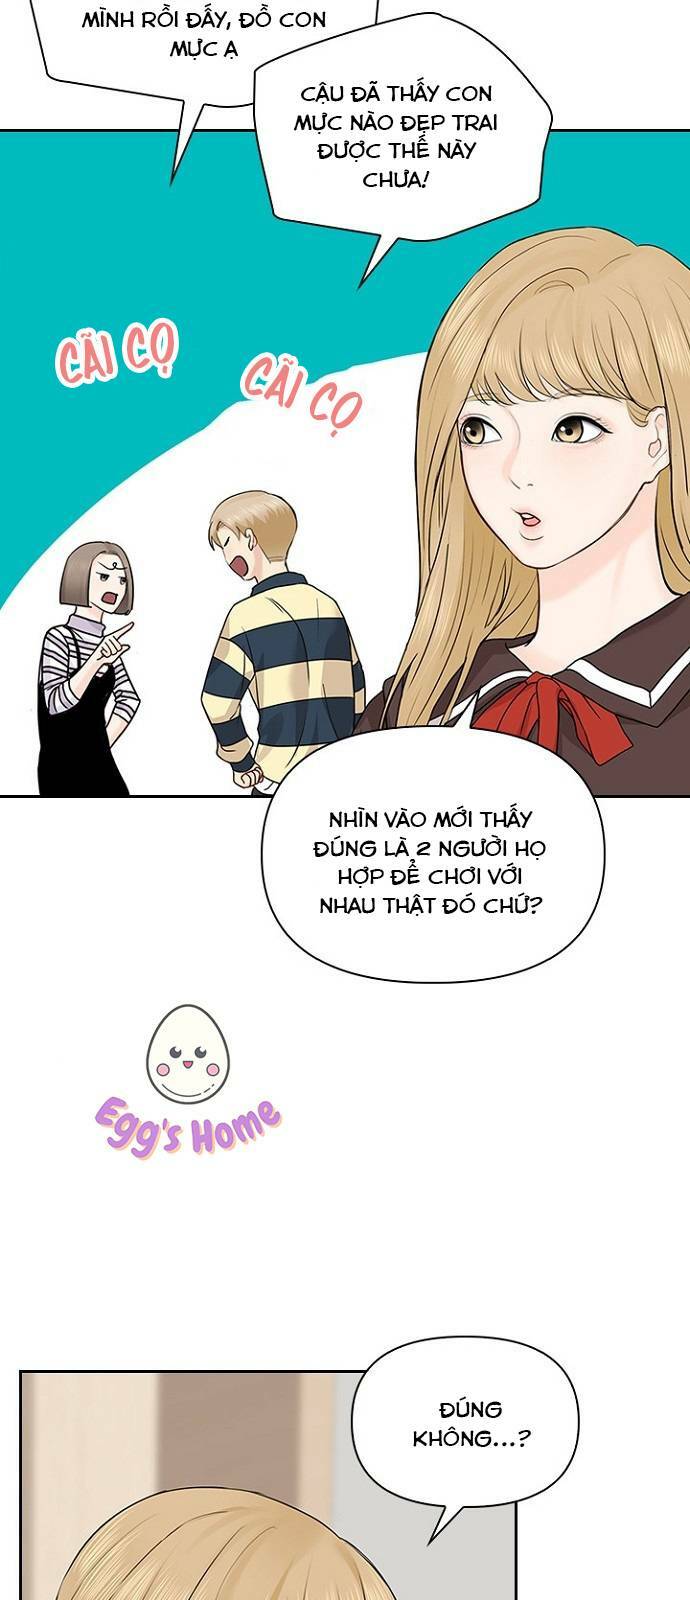 MÌNH RỒI ĐẤY, ĐỒ CON
MỰC Ạ
CẬU ĐÃ THẤY CON
MỰC NÀO ĐẸP TRAI
ĐƯỢC THẾ NÀY
CHƯA!
CÃI CỌ
CÃI CỌ
NHÌN VÀO MỚI THẤY
ĐÚNG LÀ 2 NGƯỜI HỌ
HỢP ĐỂ CHƠI VỚI
NHAU THẬT ĐÓ CHỨ?
Egg's Home
ĐÚNG
KHÔNG...?